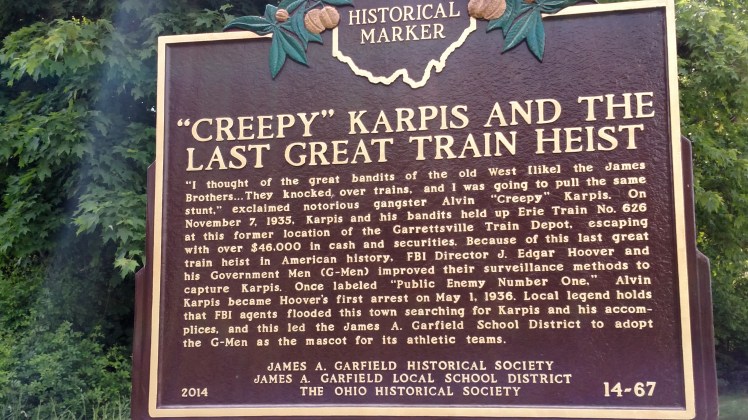 HISTORICAL
MARKER
"CREEPY" KARPIS AND THE
LAST GREAT TRAIN HEIST
"I thought of the great bandits of the old West [like] the James
Brothers...They knocked over trains, and I was going to pull the same
stunt," exclaimed notorious gangster Alvin "Creepy" Karpis. On
November 7, 1935, Karpis and his bandits held up Erie Train No. 626
at this former location of the Garrettsville Train Depot, escaping
with over $46,000 in cash and securities. Because of this last great
train heist in American history, FBI Director J. Edgar Hoover and
his Government Men (G-Men) improved their surveillance methods to
capture Karpis. Once labeled "Public Enemy Number One," Alvin
Karpis became Hoover's first arrest on May 1, 1936. Local legend holds
that FBI agents flooded this town searching for Karpis and his accom-
plices, and this led the James A. Garfield School District to adopt
the G-Men as the mascot for its athletic teams.
JAMES A. GARFIELD HISTORICAL SOCIETY
JAMES A. GARFIELD LOCAL SCHOOL DISTRICT
2014 THE OHIO HISTORICAL SOCIETY 14-67